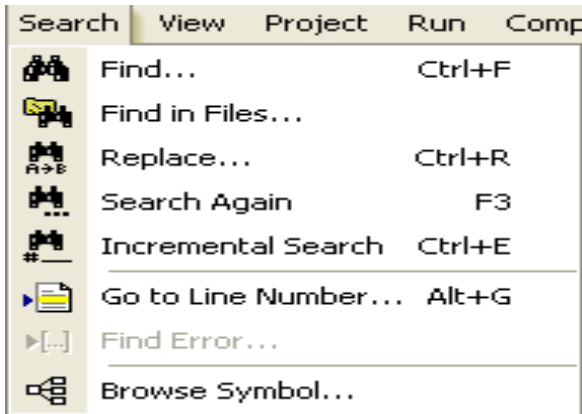 Search View Project Run Comp
Find... Ctrl+F
Find in Files...
A→B Replace... Ctrl+R
Search Again F3
# Incremental Search Ctrl+E
Go to Line Number... Alt+G
[...] Find Error...
Browse Symbol...